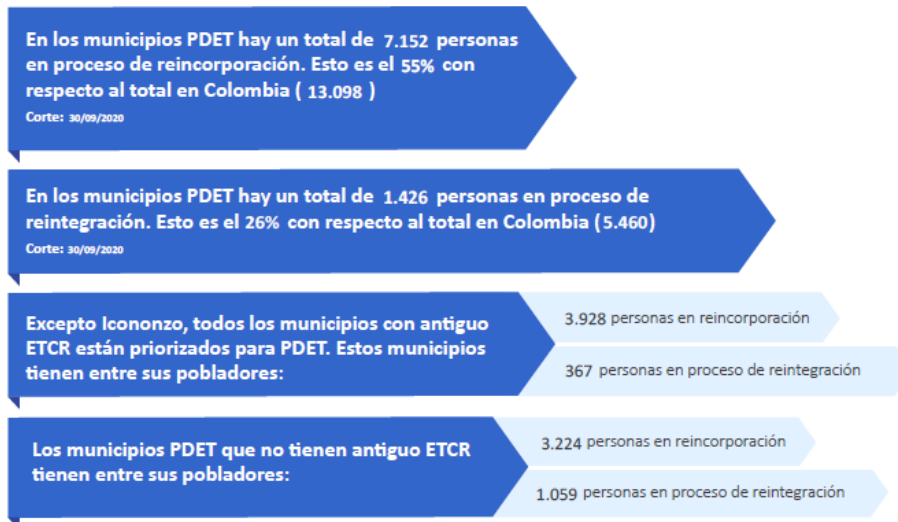 En los municipios PDET hay un total de 7.152 personas
en proceso de reincorporación. Esto es el 55% con
respecto al total en Colombia ( 13.098 )
Corte: 30/09/2020
En los municipios PDET hay un total de 1.426 personas en proceso de
reintegración. Esto es el 26% con respecto al total en Colombia (5.460)
Corte: 30/09/2020
Excepto Icononzo, todos los municipios con antiguo
ETCR están priorizados para PDET. Estos municipios
tienen entre sus pobladores:
3.928 personas en reincorporación
367 personas en proceso de reintegración
Los municipios PDET que no tienen antiguo ETCR
tienen entre sus pobladores:
3.224 personas en reincorporación
1.059 personas en proceso de reintegración